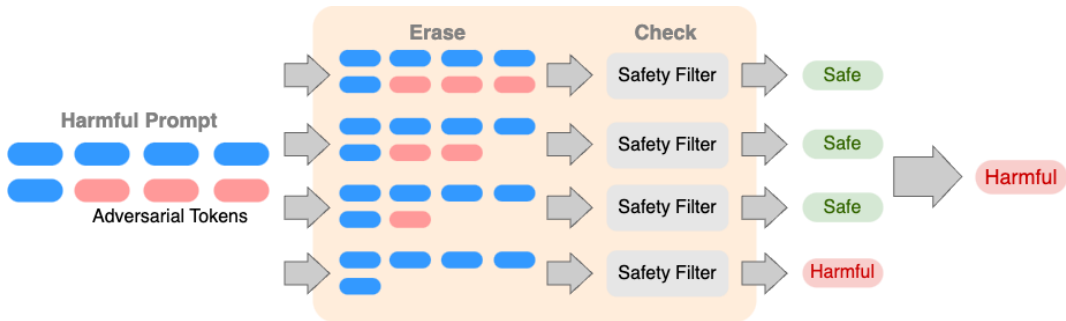 Erase
Check
Safety Filter
Safe
Harmful Prompt
Safety Filter
Safe
Harmful
Adversarial Tokens
Safety Filter
Safe
Safety Filter
Harmful